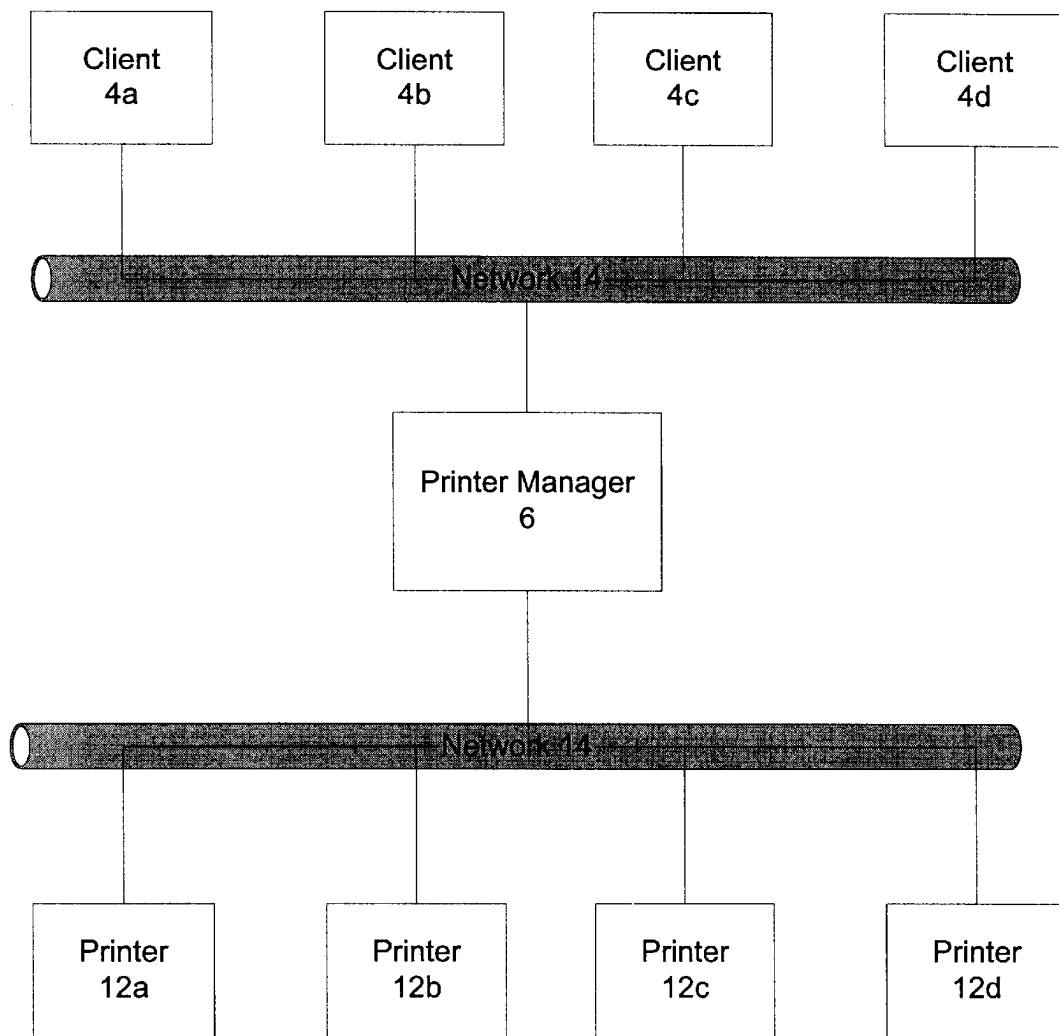 Client
4a
Client
4b
Client
4c
Client
4d
Network 14
Printer Manager
6
Network 14
Printer
12a
Printer
12b
Printer
12c
Printer
12d